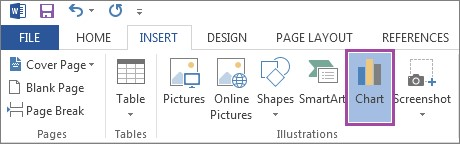 FILE HOME INSERT DESIGN PAGE LAYOUT REFERENCES
Cover Page
Blank Page
Page Break
Pages
Table
Tables
Pictures
Online
Pictures
Shapes
SmartArt
Chart
Screenshot
Illustrations